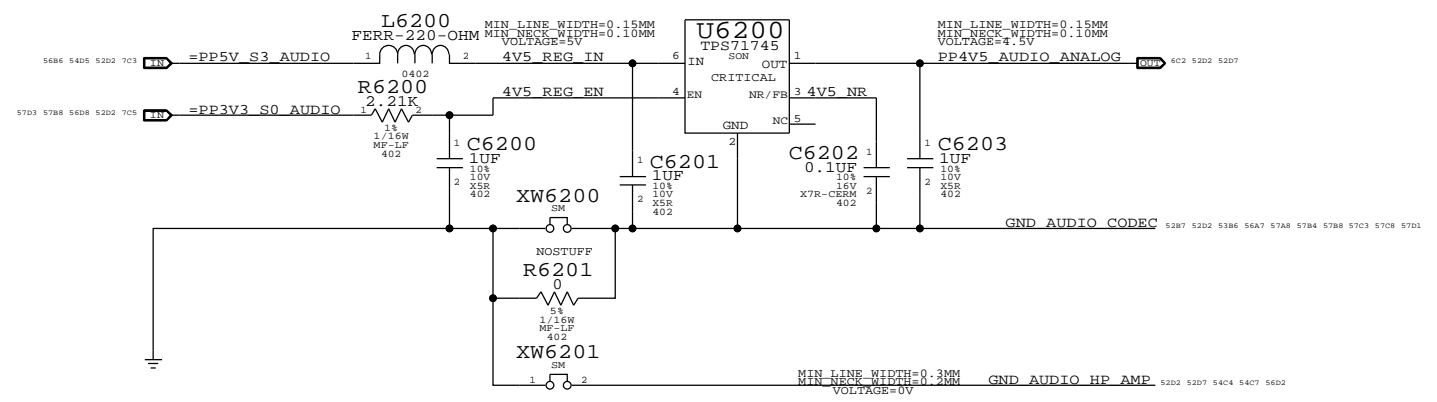 L6200
FERR-220-OHM
MIN_LINE_WIDTH=0.15MM
MIN_NECK_WIDTH=0.10MM
VOLTAGE=5V
U6200
TPS71745
SON
CRITICAL
MIN_LINE_WIDTH=0.15MM
MIN_NECK_WIDTH=0.10MM
VOLTAGE=4.5V
56B6 54D5 52D2 7C3 IN =PP5V_S3_AUDIO 1 2 4V5_REG_IN 6 IN OUT 1 PP4V5_AUDIO_ANALOG OUT 6C2 52D2 52D7
0402
R6200
2.21K
57D3 57B8 56D8 52D2 7C5 IN =PP3V3_S0_AUDIO 1 2 4V5_REG_EN 4 EN NR/FB 3 4V5_NR
1%
1/16W
MF-LF
402
NC 5
GND
2
1 C6200
1UF
10%
10V
2 X5R
402
1 C6201
1UF
10%
10V
2 X5R
402
C6202 1
0.1UF
10%
16V
X7R-CERM 2
402
1 C6203
1UF
10%
10V
2 X5R
402
XW6200
SM
1 2
GND_AUDIO_CODEC 52B7 52D2 53B6 56A7 57A8 57B4 57B8 57C3 57C8 57D1
NOSTUFF
R6201
0
5%
1/16W
MF-LF
402
XW6201
SM
1 2
MIN_LINE_WIDTH=0.3MM
MIN_NECK_WIDTH=0.2MM
VOLTAGE=0V
GND_AUDIO_HP_AMP 52D2 52D7 54C4 54C7 56D2